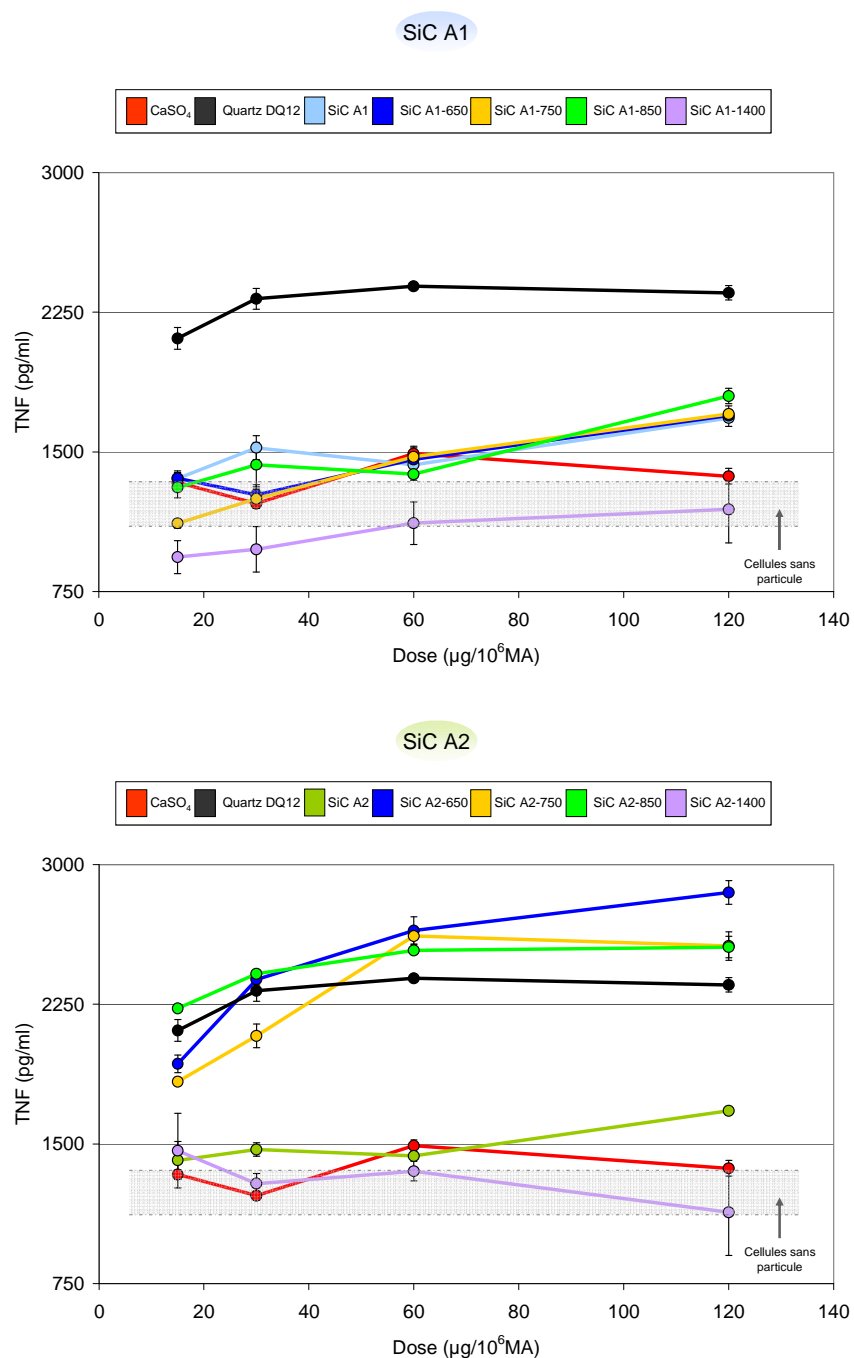 SiC A1
CaSO₄ Quartz DQ12 SiC A1 SiC A1-650 SiC A1-750 SiC A1-850 SiC A1-1400
3000
2250
1500
750
TNF (pg/ml)
Cellules sans
particule
0 20 40 60 80 100 120 140
Dose (µg/10⁶MA)
SiC A2
CaSO₄ Quartz DQ12 SiC A2 SiC A2-650 SiC A2-750 SiC A2-850 SiC A2-1400
3000
2250
1500
750
TNF (pg/ml)
Cellules sans
particule
0 20 40 60 80 100 120 140
Dose (µg/10⁶MA)